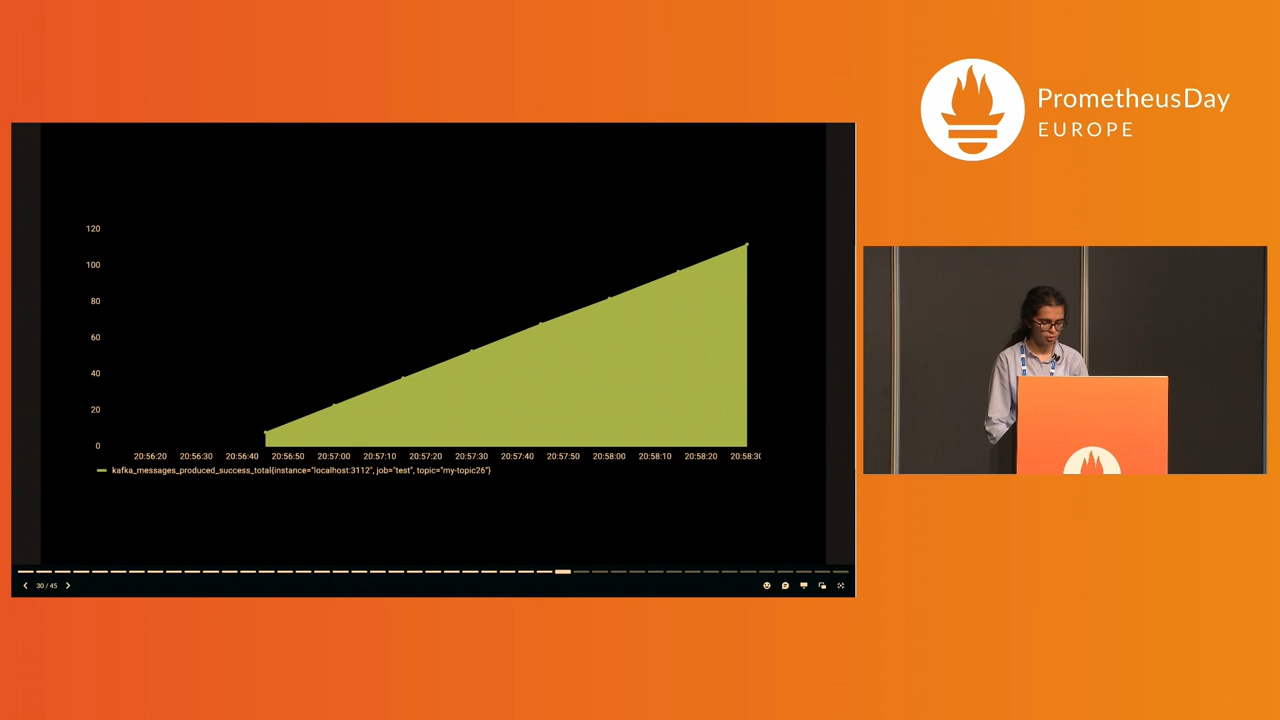 PrometheusDay
EUROPE
120
100
80
60
40
20
0
20:56:20 20:56:30 20:56:40 20:56:50 20:57:00 20:57:10 20:57:20 20:57:30 20:57:40 20:57:50 20:58:00 20:58:10 20:58:20 20:58:30
kafka_messages_produced_success_total{instance="localhost:3112", job="test", topic="my-topic26"}
30 / 45